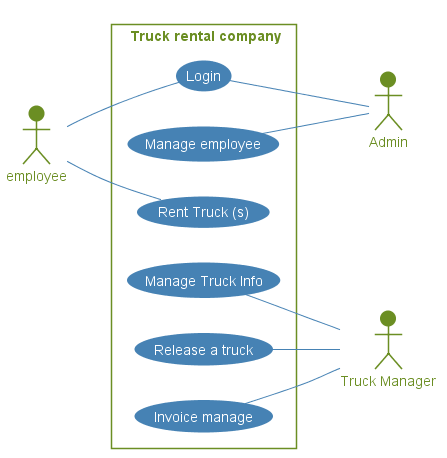 Truck rental company
Login
Manage employee
Rent Truck (s)
Manage Truck Info
Release a truck
Invoice manage
employee
Admin
Truck Manager